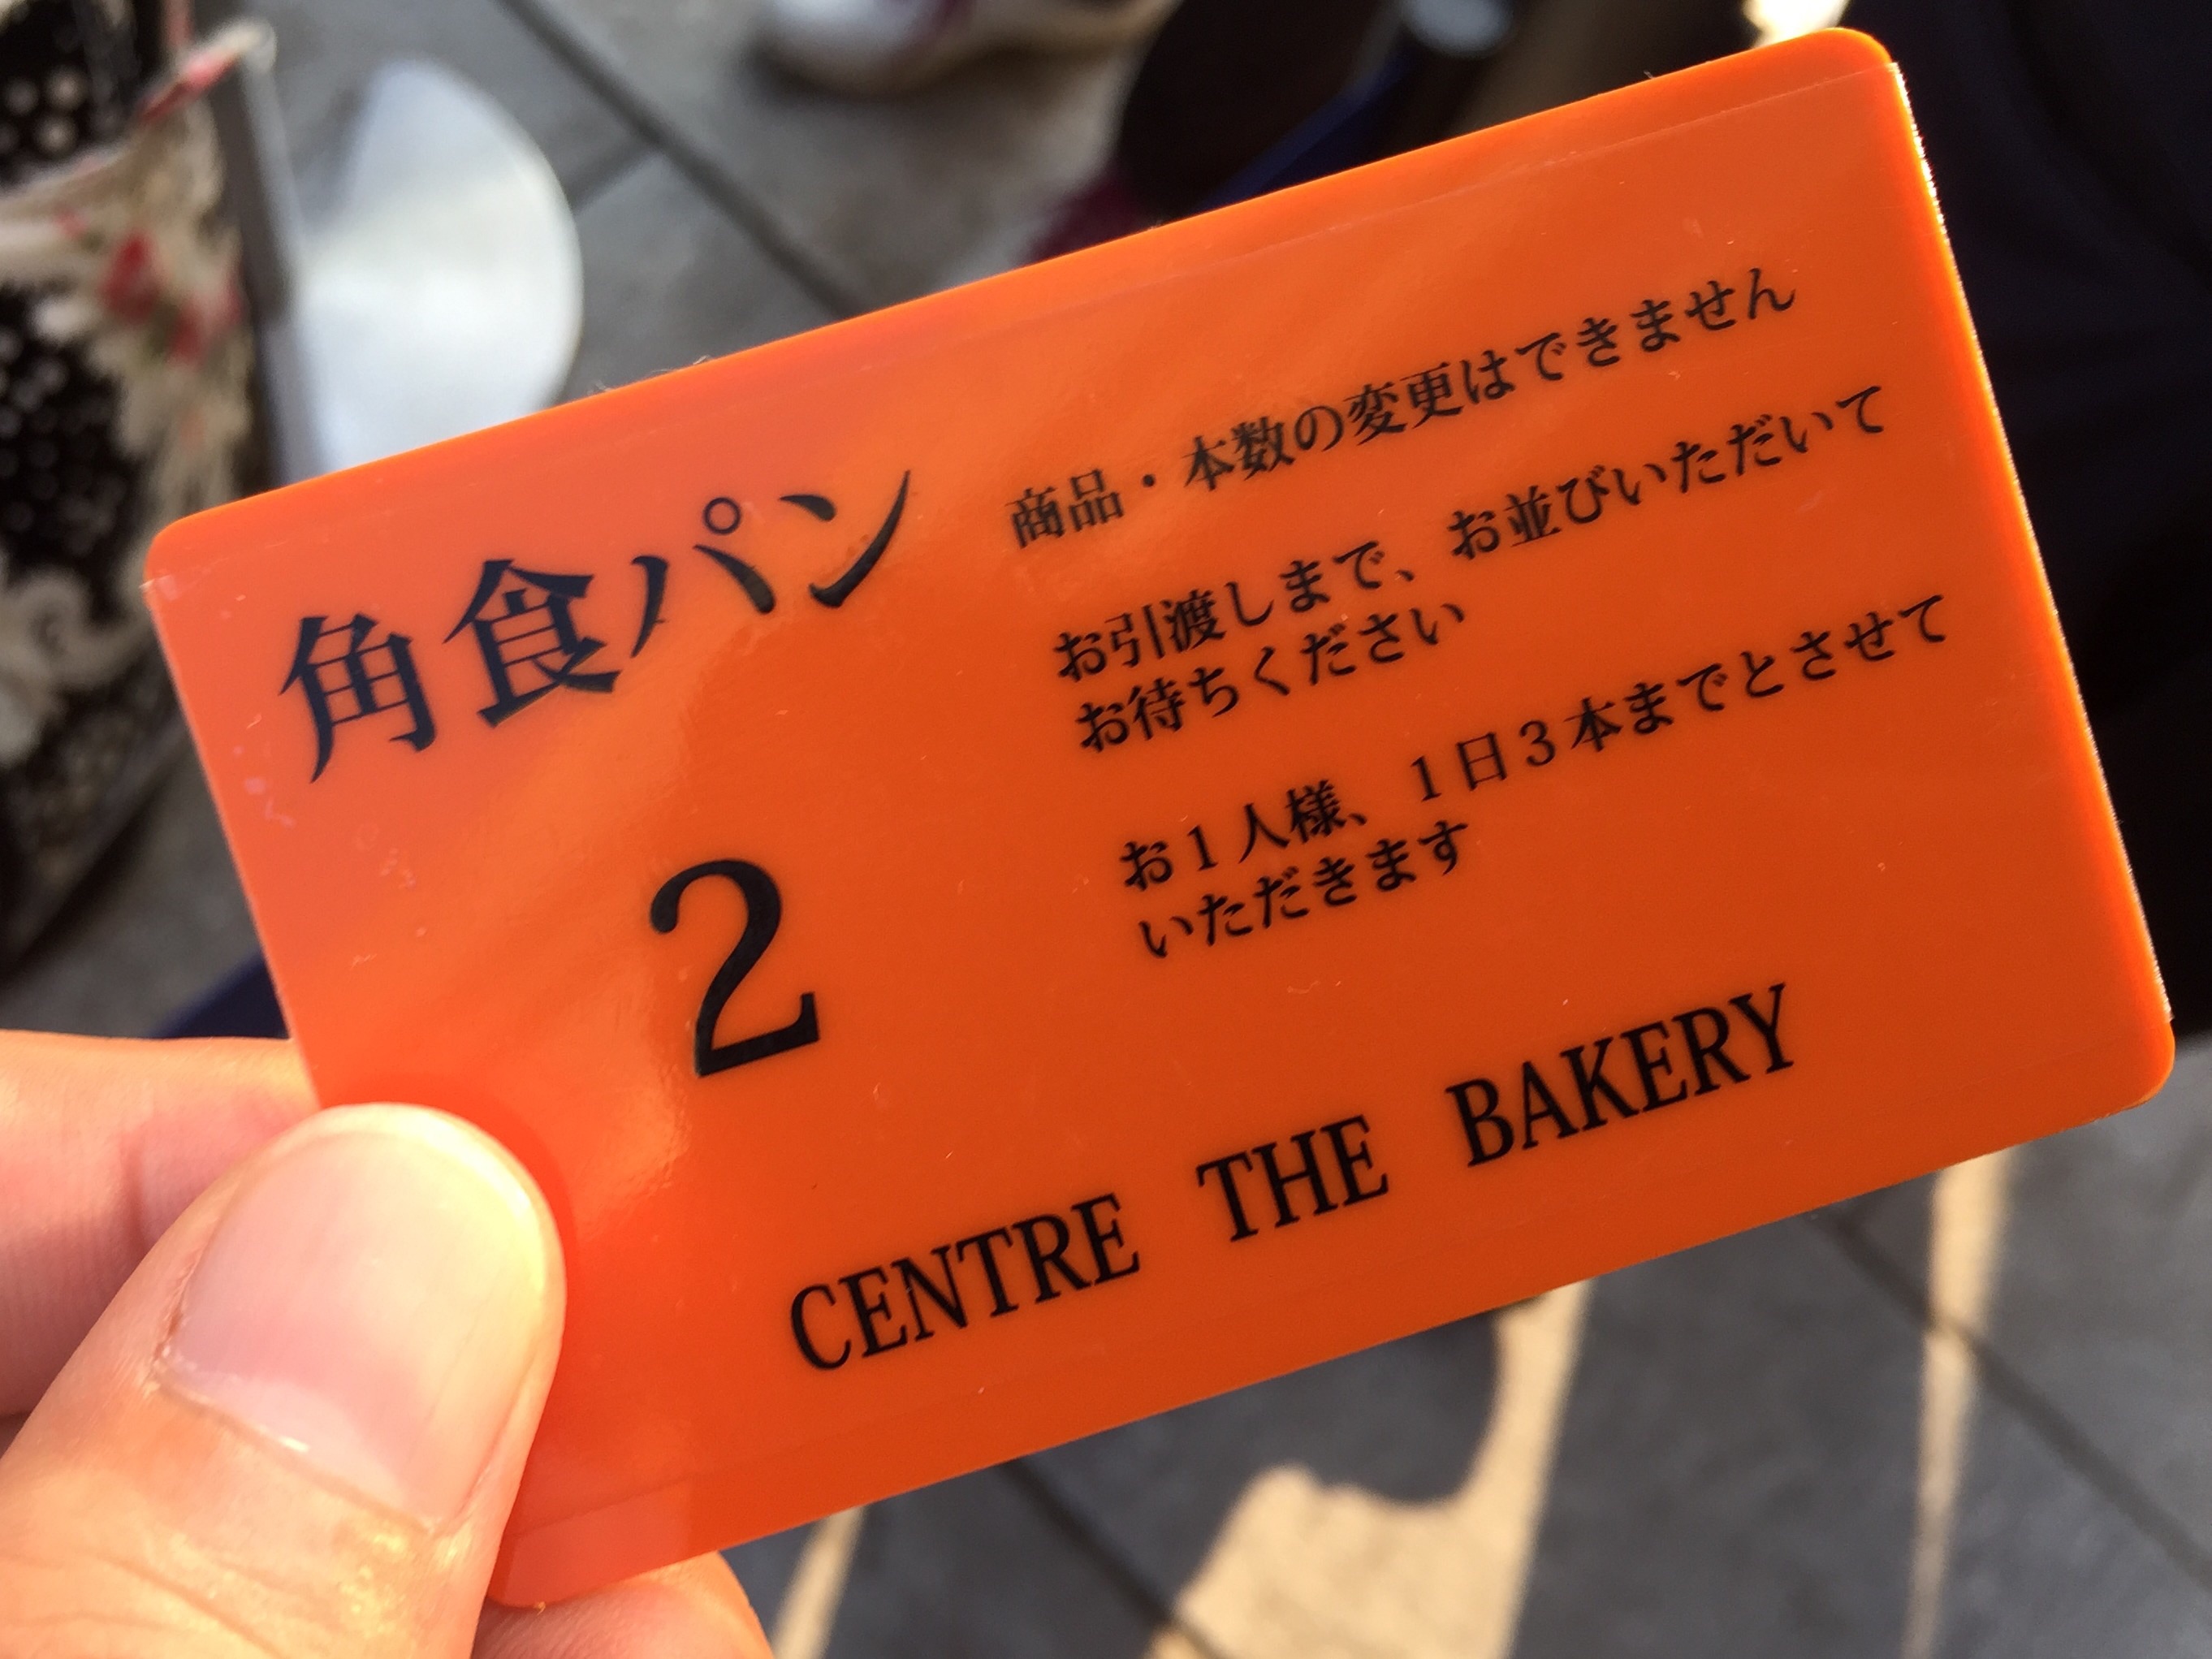 角食パン
2
商品・本数の変更はできません
お引渡しまで、お並びいただいて
お待ちください
お１人様、１日３本までとさせて
いただきます
CENTRE THE BAKERY